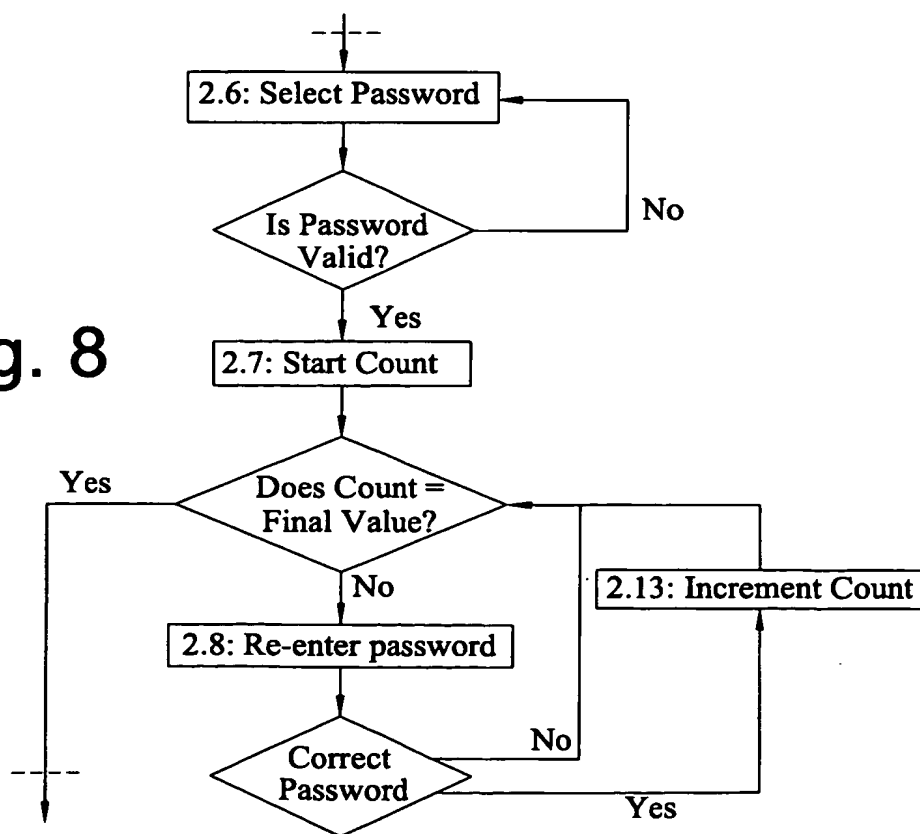 2.6: Select Password
No
Is Password
Valid?
Yes
g. 8
2.7: Start Count
Yes
Does Count =
Final Value?
No
2.13: Increment Count
2.8: Re-enter password
No
Correct
Password
Yes